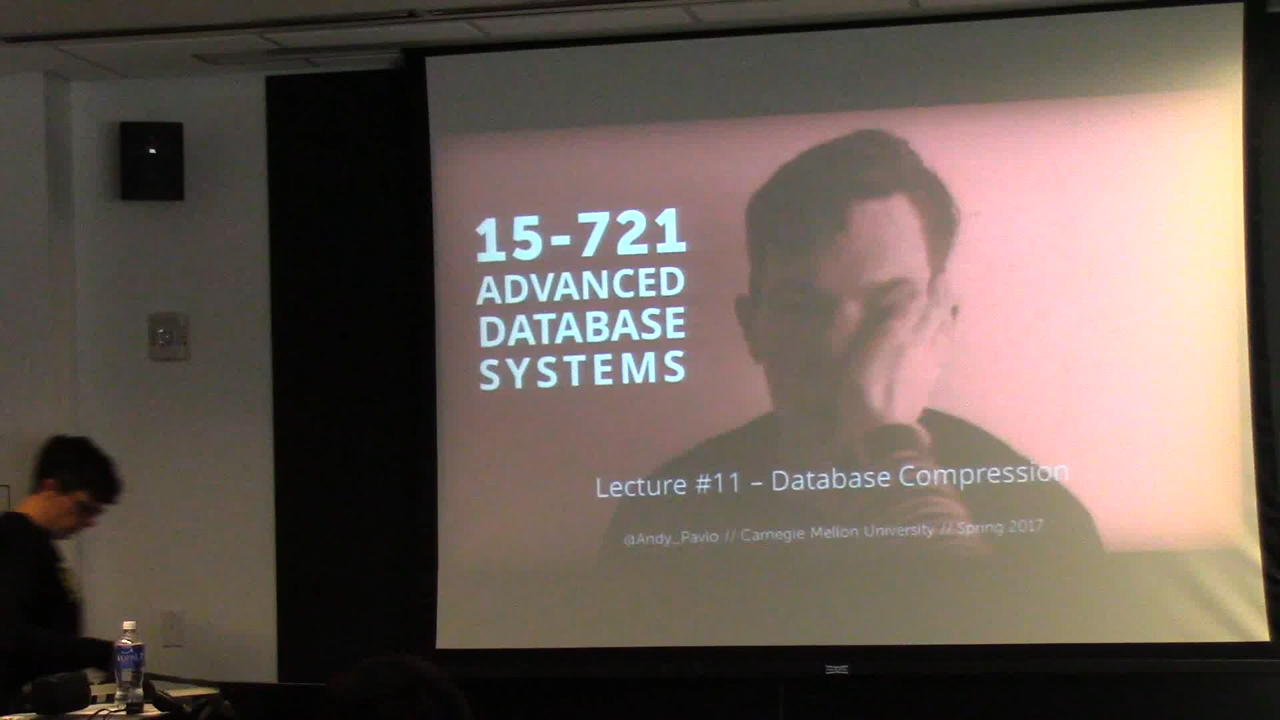 15-721
ADVANCED
DATABASE
SYSTEMS
Lecture #11 – Database Compression
@Andy_Pavlo // Carnegie Mellon University // Spring 2017